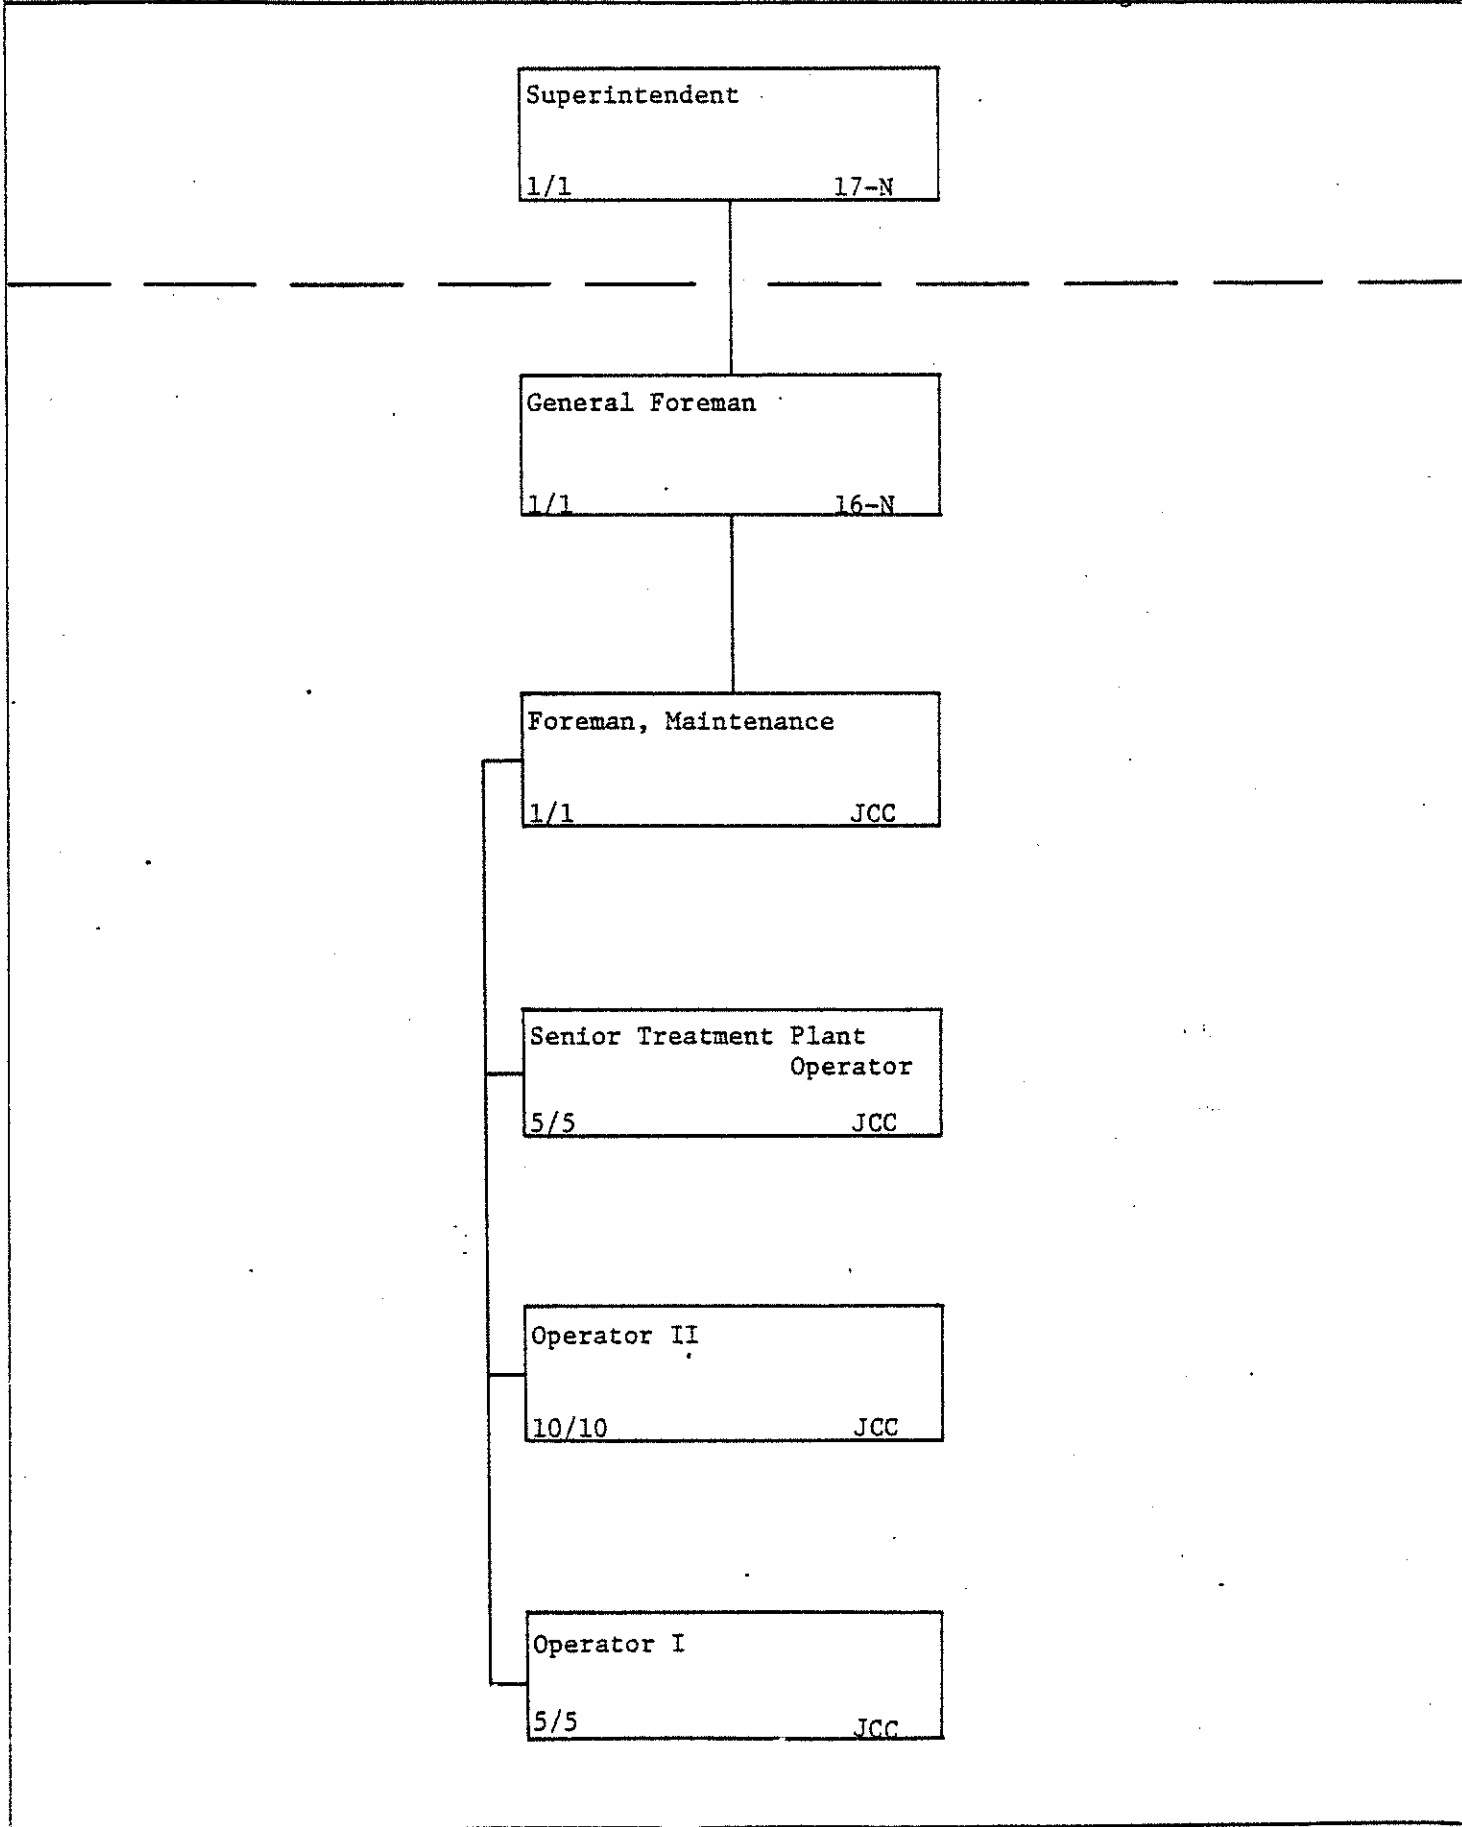 Superintendent
1/1 17-N
General Foreman
1/1 16-N
Foreman, Maintenance
1/1 JCC
Senior Treatment Plant
Operator
5/5 JCC
Operator II
10/10 JCC
Operator I
5/5 JCC